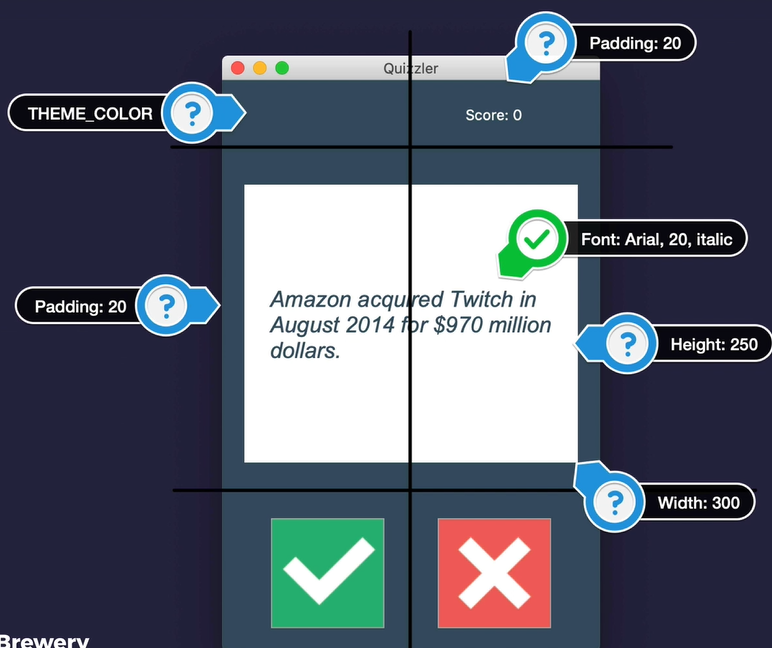 Padding: 20
Quizzler
THEME_COLOR
Score: 0
Font: Arial, 20, italic
Padding: 20
Amazon acquired Twitch in
August 2014 for $970 million
dollars.
Height: 250
Width: 300
Brewery